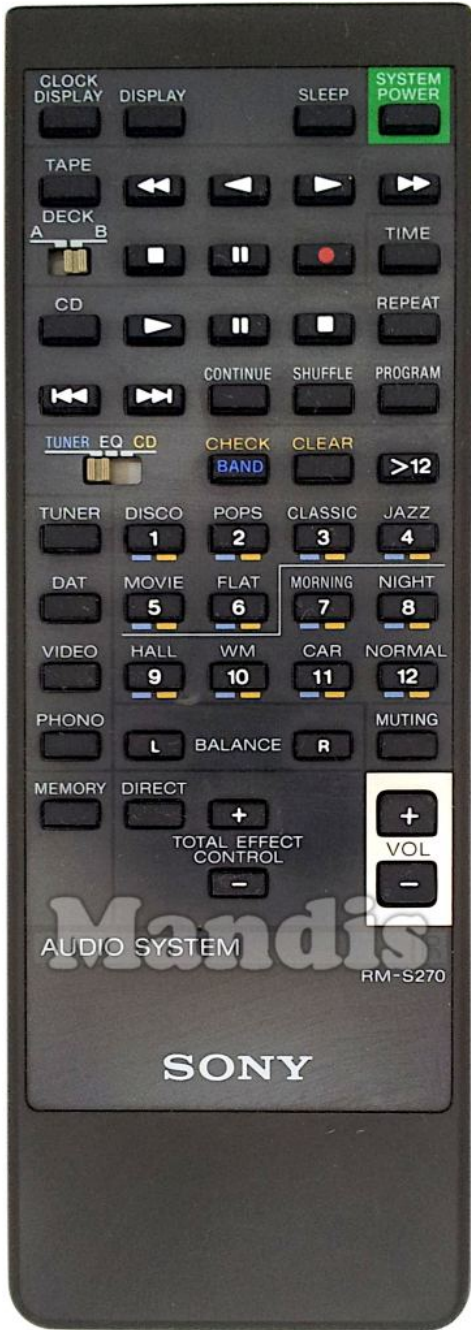 CLOCK DISPLAY DISPLAY SLEEP SYSTEM POWER
TAPE
DECK
A B
TIME
CD REPEAT
CONTINUE SHUFFLE PROGRAM
TUNER EQ CD CHECK CLEAR
BAND >12
TUNER DISCO POPS CLASSIC JAZZ
1 2 3 4
DAT MOVIE FLAT MORNING NIGHT
5 6 7 8
VIDEO HALL WM CAR NORMAL
9 10 11 12
PHONO MUTING
L BALANCE R
MEMORY DIRECT
+ +
TOTAL EFFECT CONTROL VOL
- -
Mandis
AUDIO SYSTEM
RM-S270
SONY